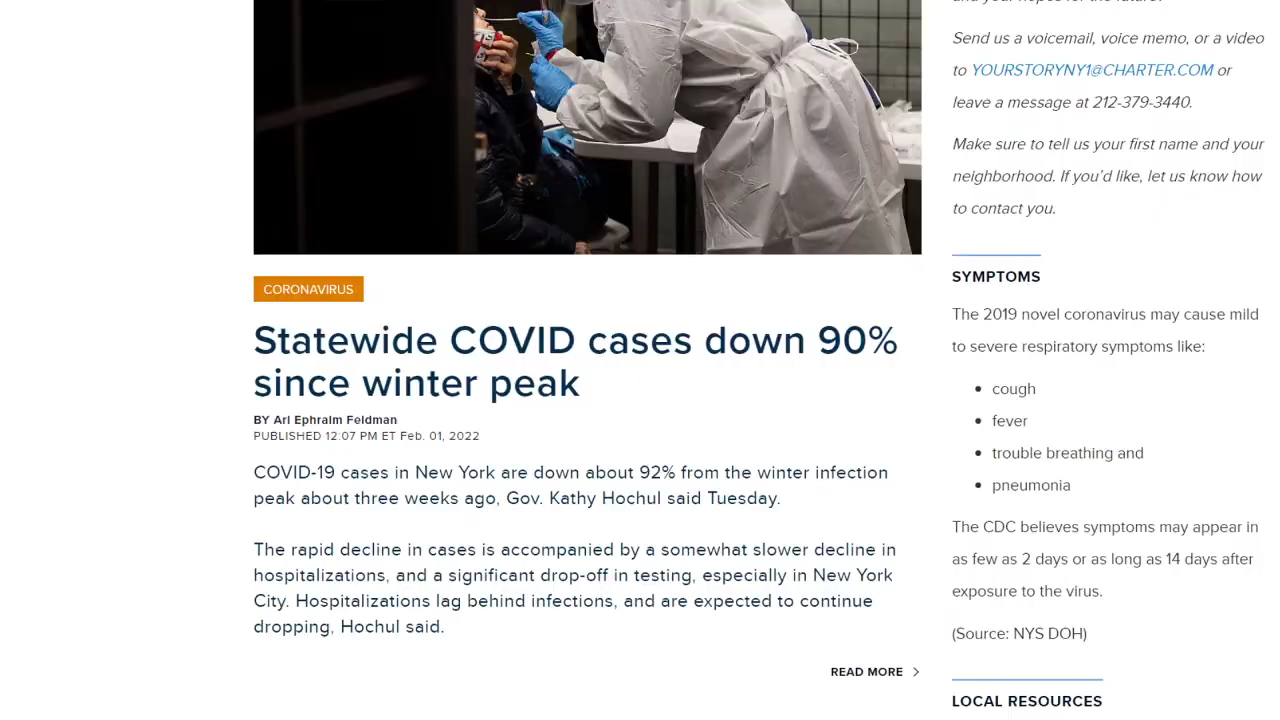 CORONAVIRUS
Statewide COVID cases down 90%
since winter peak
BY Ari Ephraim Feldman
PUBLISHED 12:07 PM ET Feb. 01, 2022
COVID-19 cases in New York are down about 92% from the winter infection
peak about three weeks ago, Gov. Kathy Hochul said Tuesday.
The rapid decline in cases is accompanied by a somewhat slower decline in
hospitalizations, and a significant drop-off in testing, especially in New York
City. Hospitalizations lag behind infections, and are expected to continue
dropping, Hochul said.
READ MORE
and your hopes for the future.
Send us a voicemail, voice memo, or a video
to YOURSTORYNY1@CHARTER.COM or
leave a message at 212-379-3440.
Make sure to tell us your first name and your
neighborhood. If you'd like, let us know how
to contact you.
SYMPTOMS
The 2019 novel coronavirus may cause mild
to severe respiratory symptoms like:
• cough
• fever
• trouble breathing and
• pneumonia
The CDC believes symptoms may appear in
as few as 2 days or as long as 14 days after
exposure to the virus.
(Source: NYS DOH)
LOCAL RESOURCES